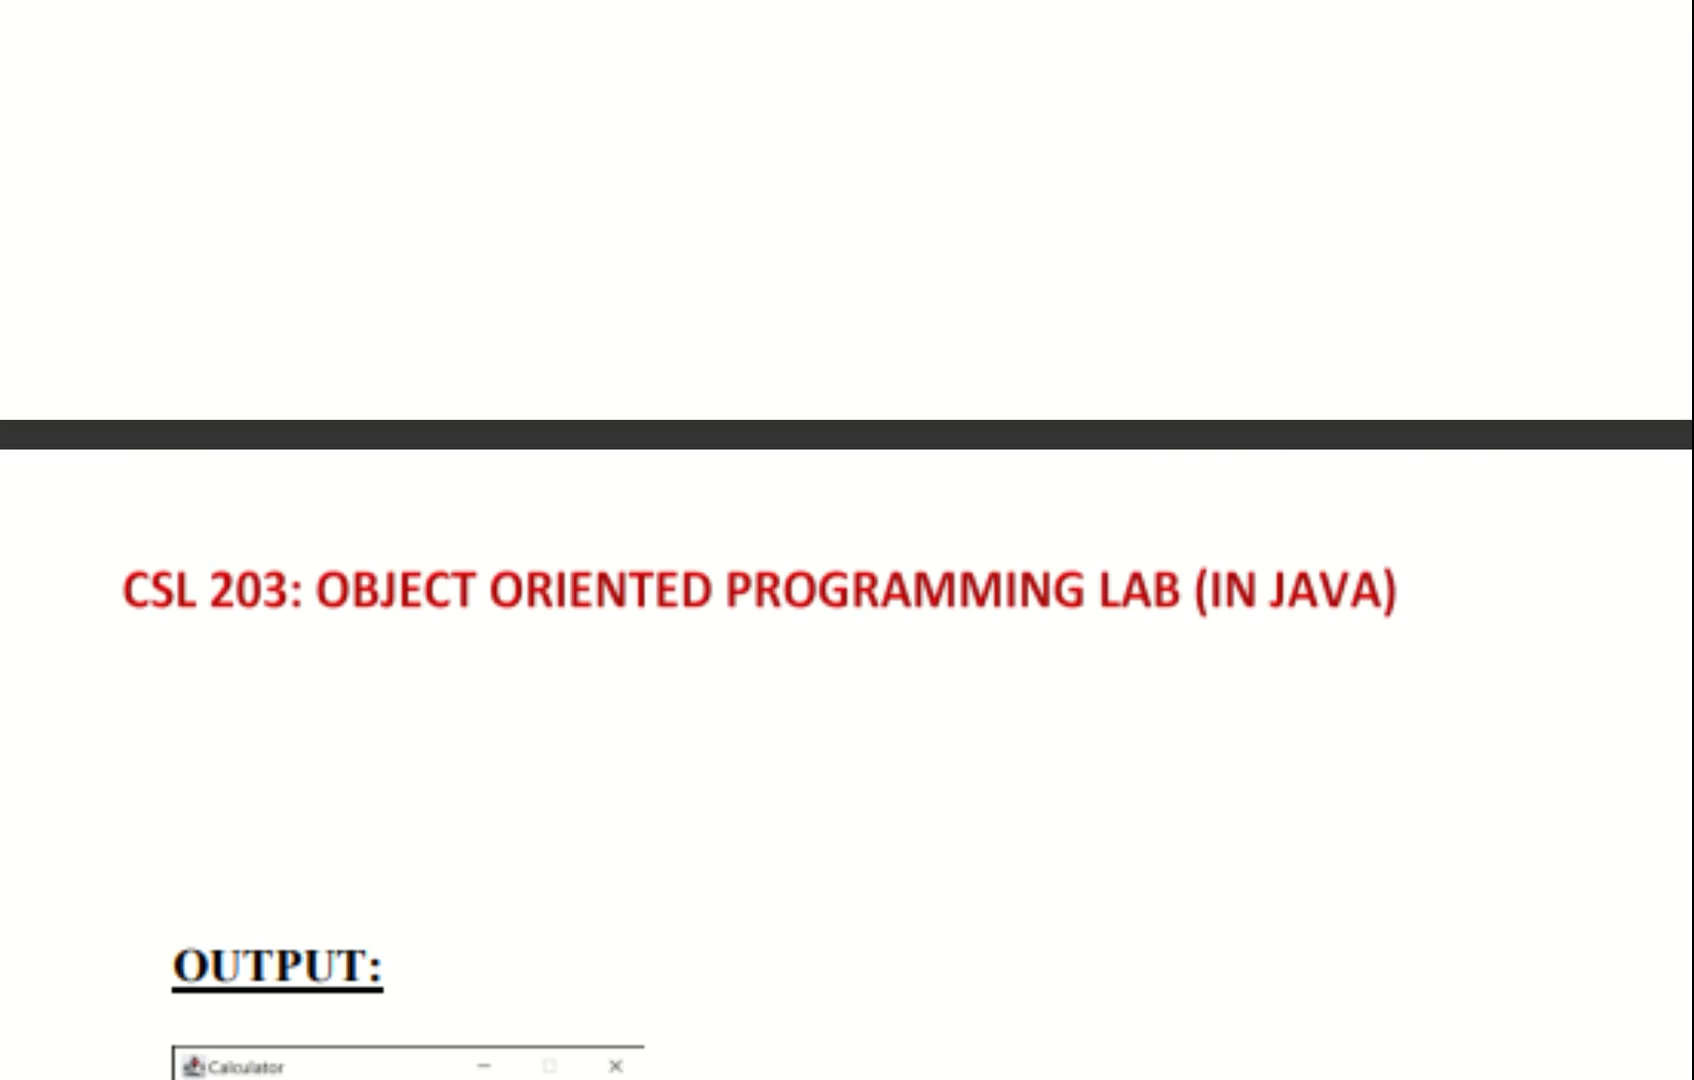 CSL 203: OBJECT ORIENTED PROGRAMMING LAB (IN JAVA)
OUTPUT:
Calculator